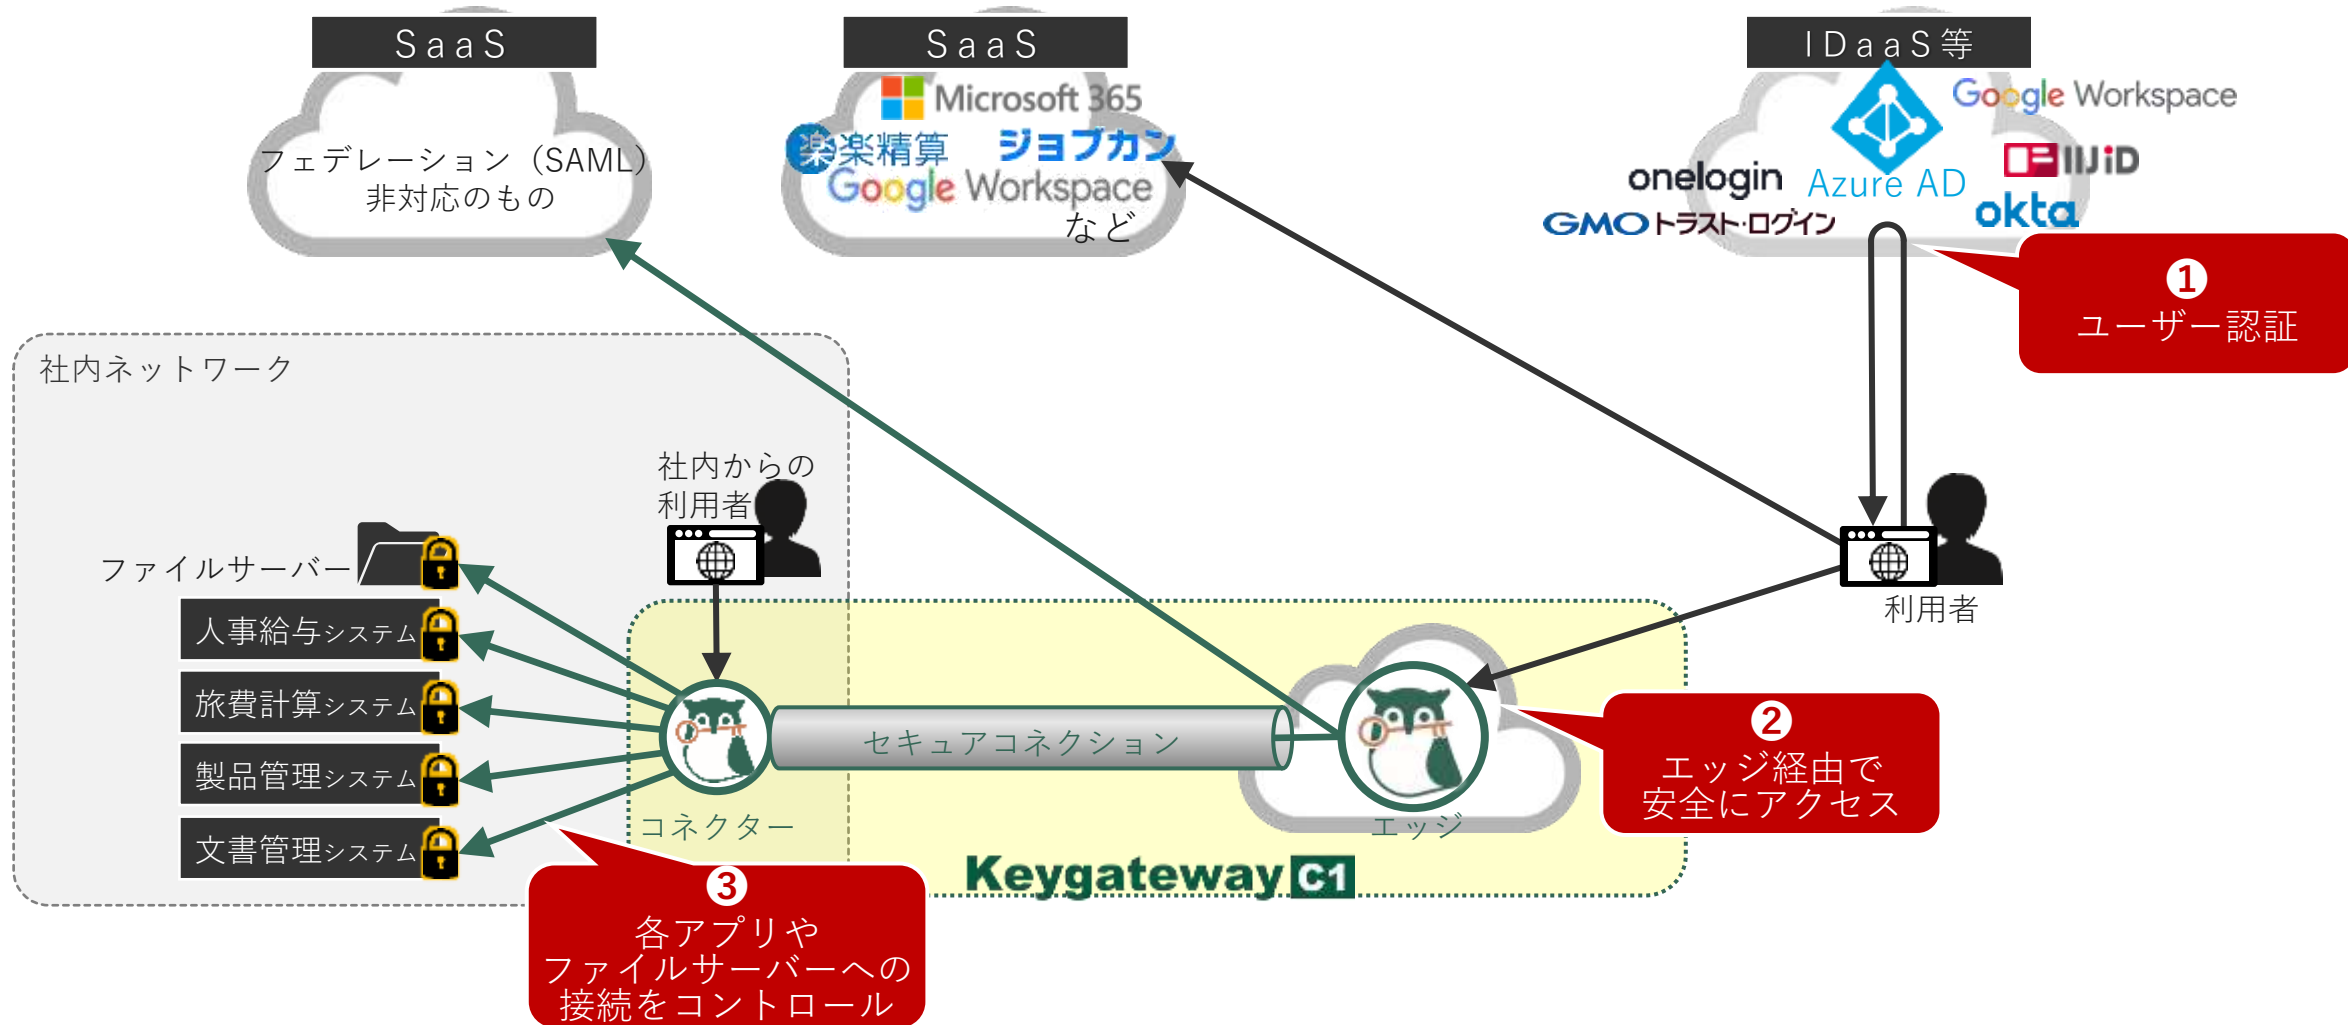 SaaS
SaaS
IDaaS等
フェデレーション（SAML）
非対応のもの
Microsoft 365
楽楽精算
ジョブカン
Google Workspace
など
Google Workspace
IIJiD
onelogin
Azure AD
okta
GMOトラスト・ログイン
❶
ユーザー認証
社内ネットワーク
社内からの
利用者
ファイルサーバー
人事給与システム
旅費計算システム
製品管理システム
文書管理システム
利用者
セキュアコネクション
コネクター
エッジ
❷
エッジ経由で
安全にアクセス
Keygateway C1
❸
各アプリや
ファイルサーバーへの
接続をコントロール